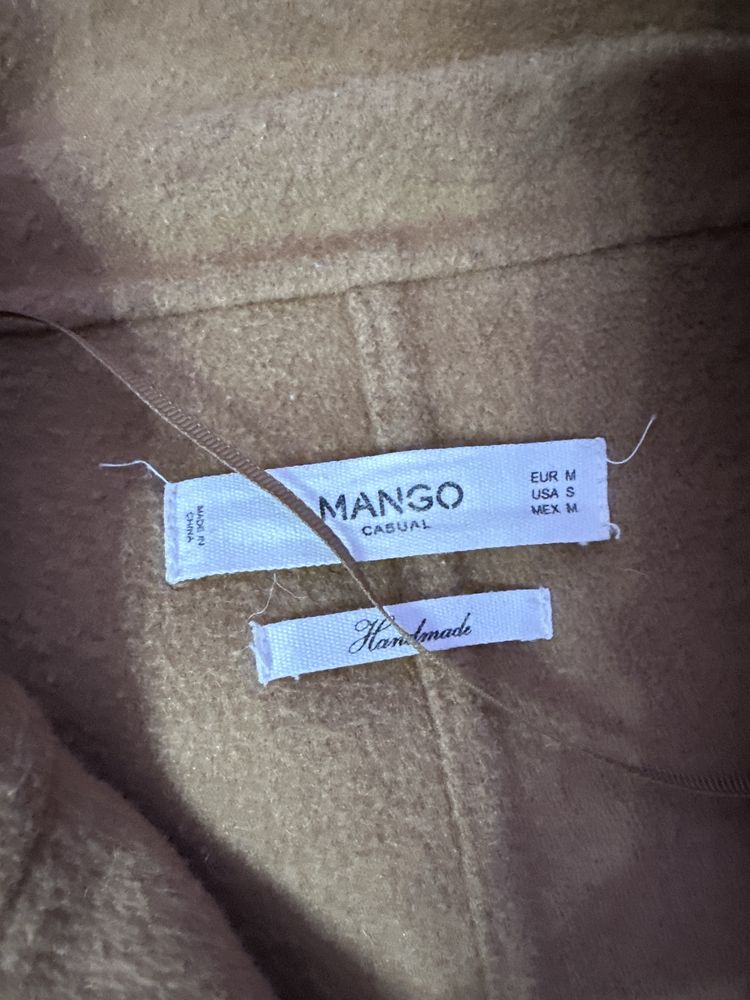 MADE IN
CHINA
MANGO
CASUAL
EUR M
USA S
MEX M
Handmade